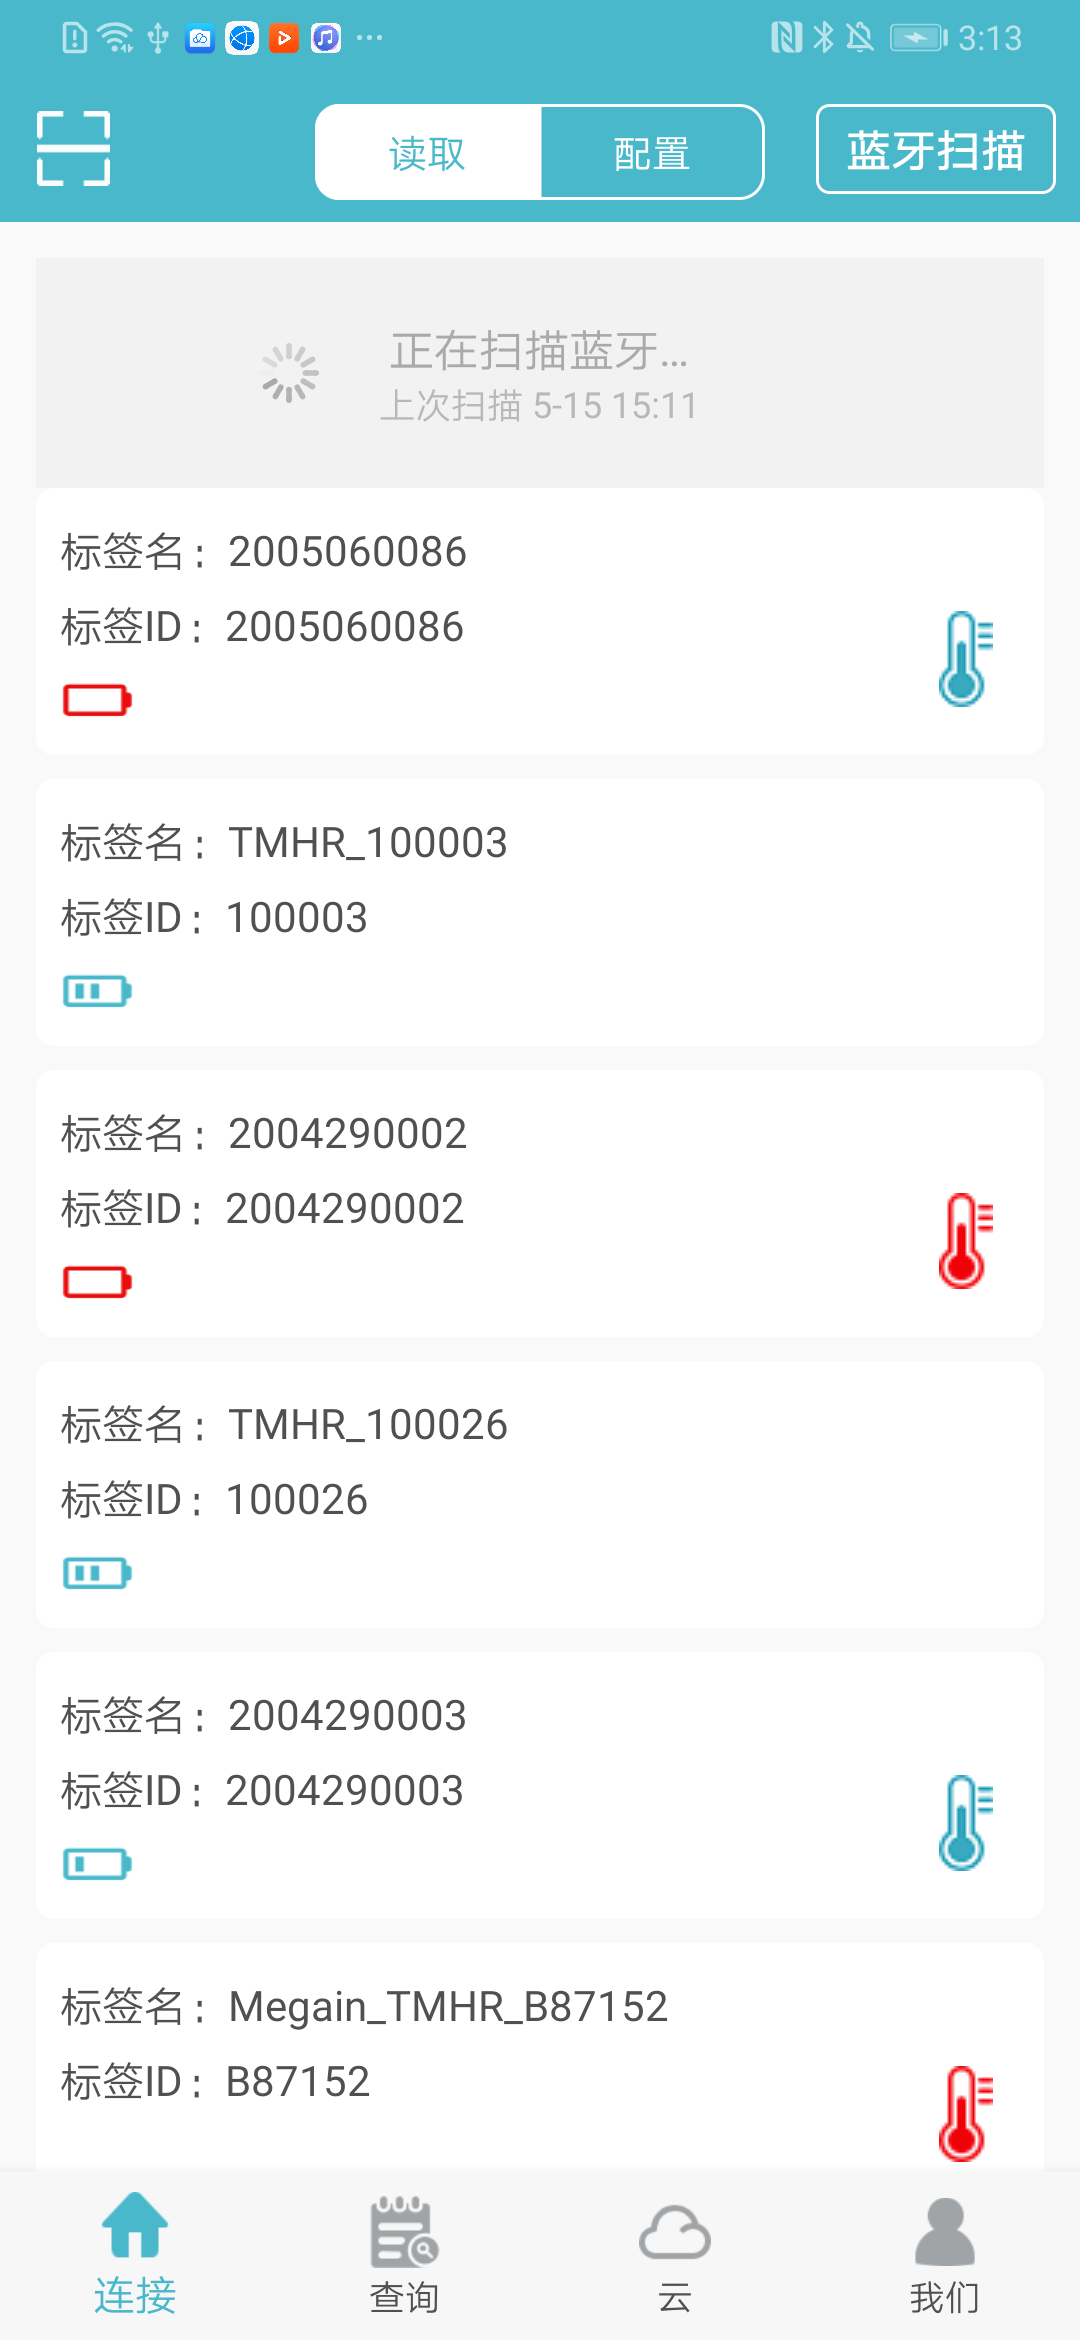 3:13
读取
配置
蓝牙扫描
正在扫描蓝牙...
上次扫描 5-15 15:11
标签名：2005060086
标签ID：2005060086
标签名：TMHR_100003
标签ID：100003
标签名：2004290002
标签ID：2004290002
标签名：TMHR_100026
标签ID：100026
标签名：2004290003
标签ID：2004290003
标签名：Megain_TMHR_B87152
标签ID：B87152
连接
查询
云
我们